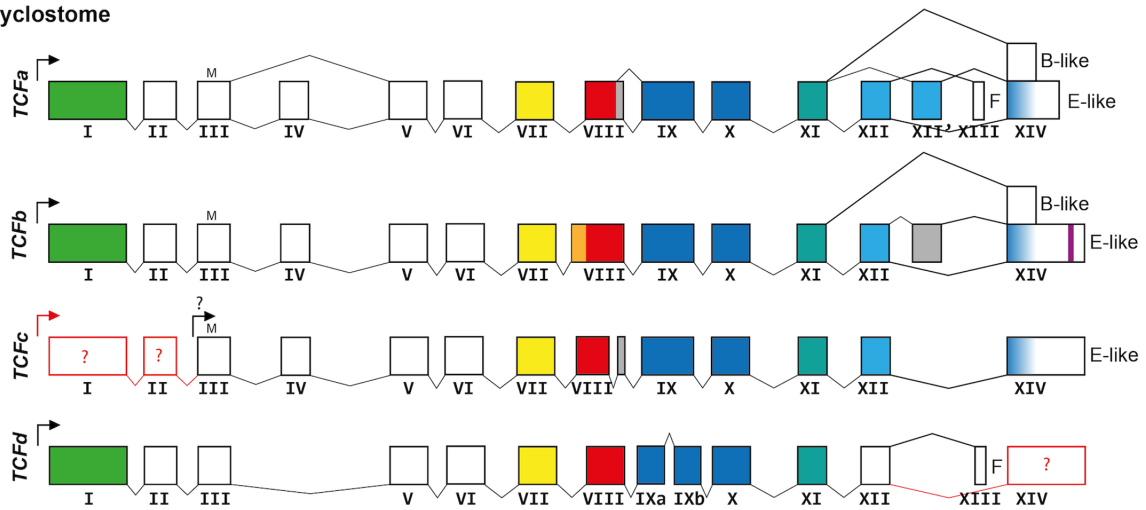 yclostome
TCFa
M
B-like
F
E-like
I II III IV V VI VII VIII IX X XI XII XII' XIII XIV
TCFb
M
B-like
E-like
I II III IV V VI VII VIII IX X XI XII XIV
TCFc
?
M
? ?
E-like
I II III IV V VI VII VIII IX X XI XII XIV
TCFd
F ?
I II III V VI VII VIII IXa IXb X XI XII XIII XIV